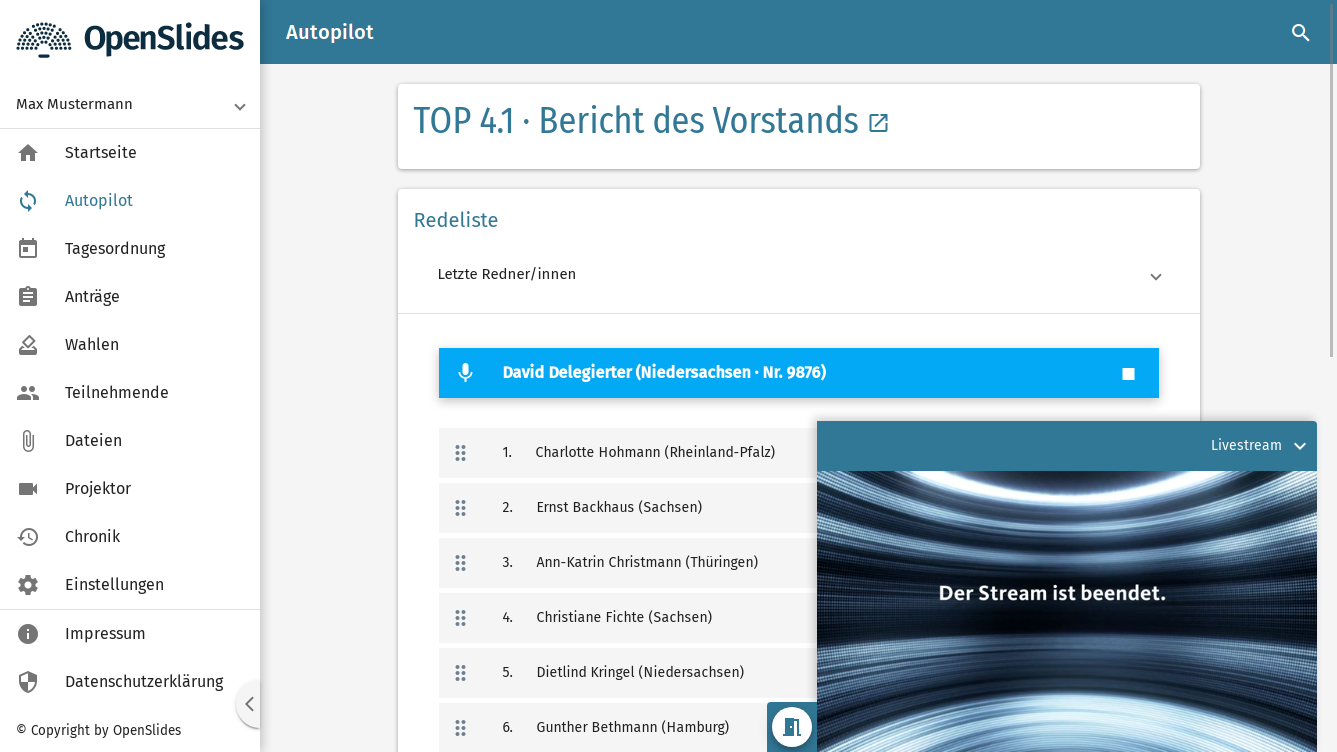 OpenSlides
Autopilot
Max Mustermann
Startseite
Autopilot
Tagesordnung
Anträge
Wahlen
Teilnehmende
Dateien
Projektor
Chronik
Einstellungen
Impressum
Datenschutzerklärung
© Copyright by OpenSlides
TOP 4.1 · Bericht des Vorstands
Redeliste
Letzte Redner/innen
David Delegierter (Niedersachsen · Nr. 9876)
1. Charlotte Hohmann (Rheinland-Pfalz)
2. Ernst Backhaus (Sachsen)
3. Ann-Katrin Christmann (Thüringen)
4. Christiane Fichte (Sachsen)
5. Dietlind Kringel (Niedersachsen)
6. Gunther Bethmann (Hamburg)
Livestream
Der Stream ist beendet.